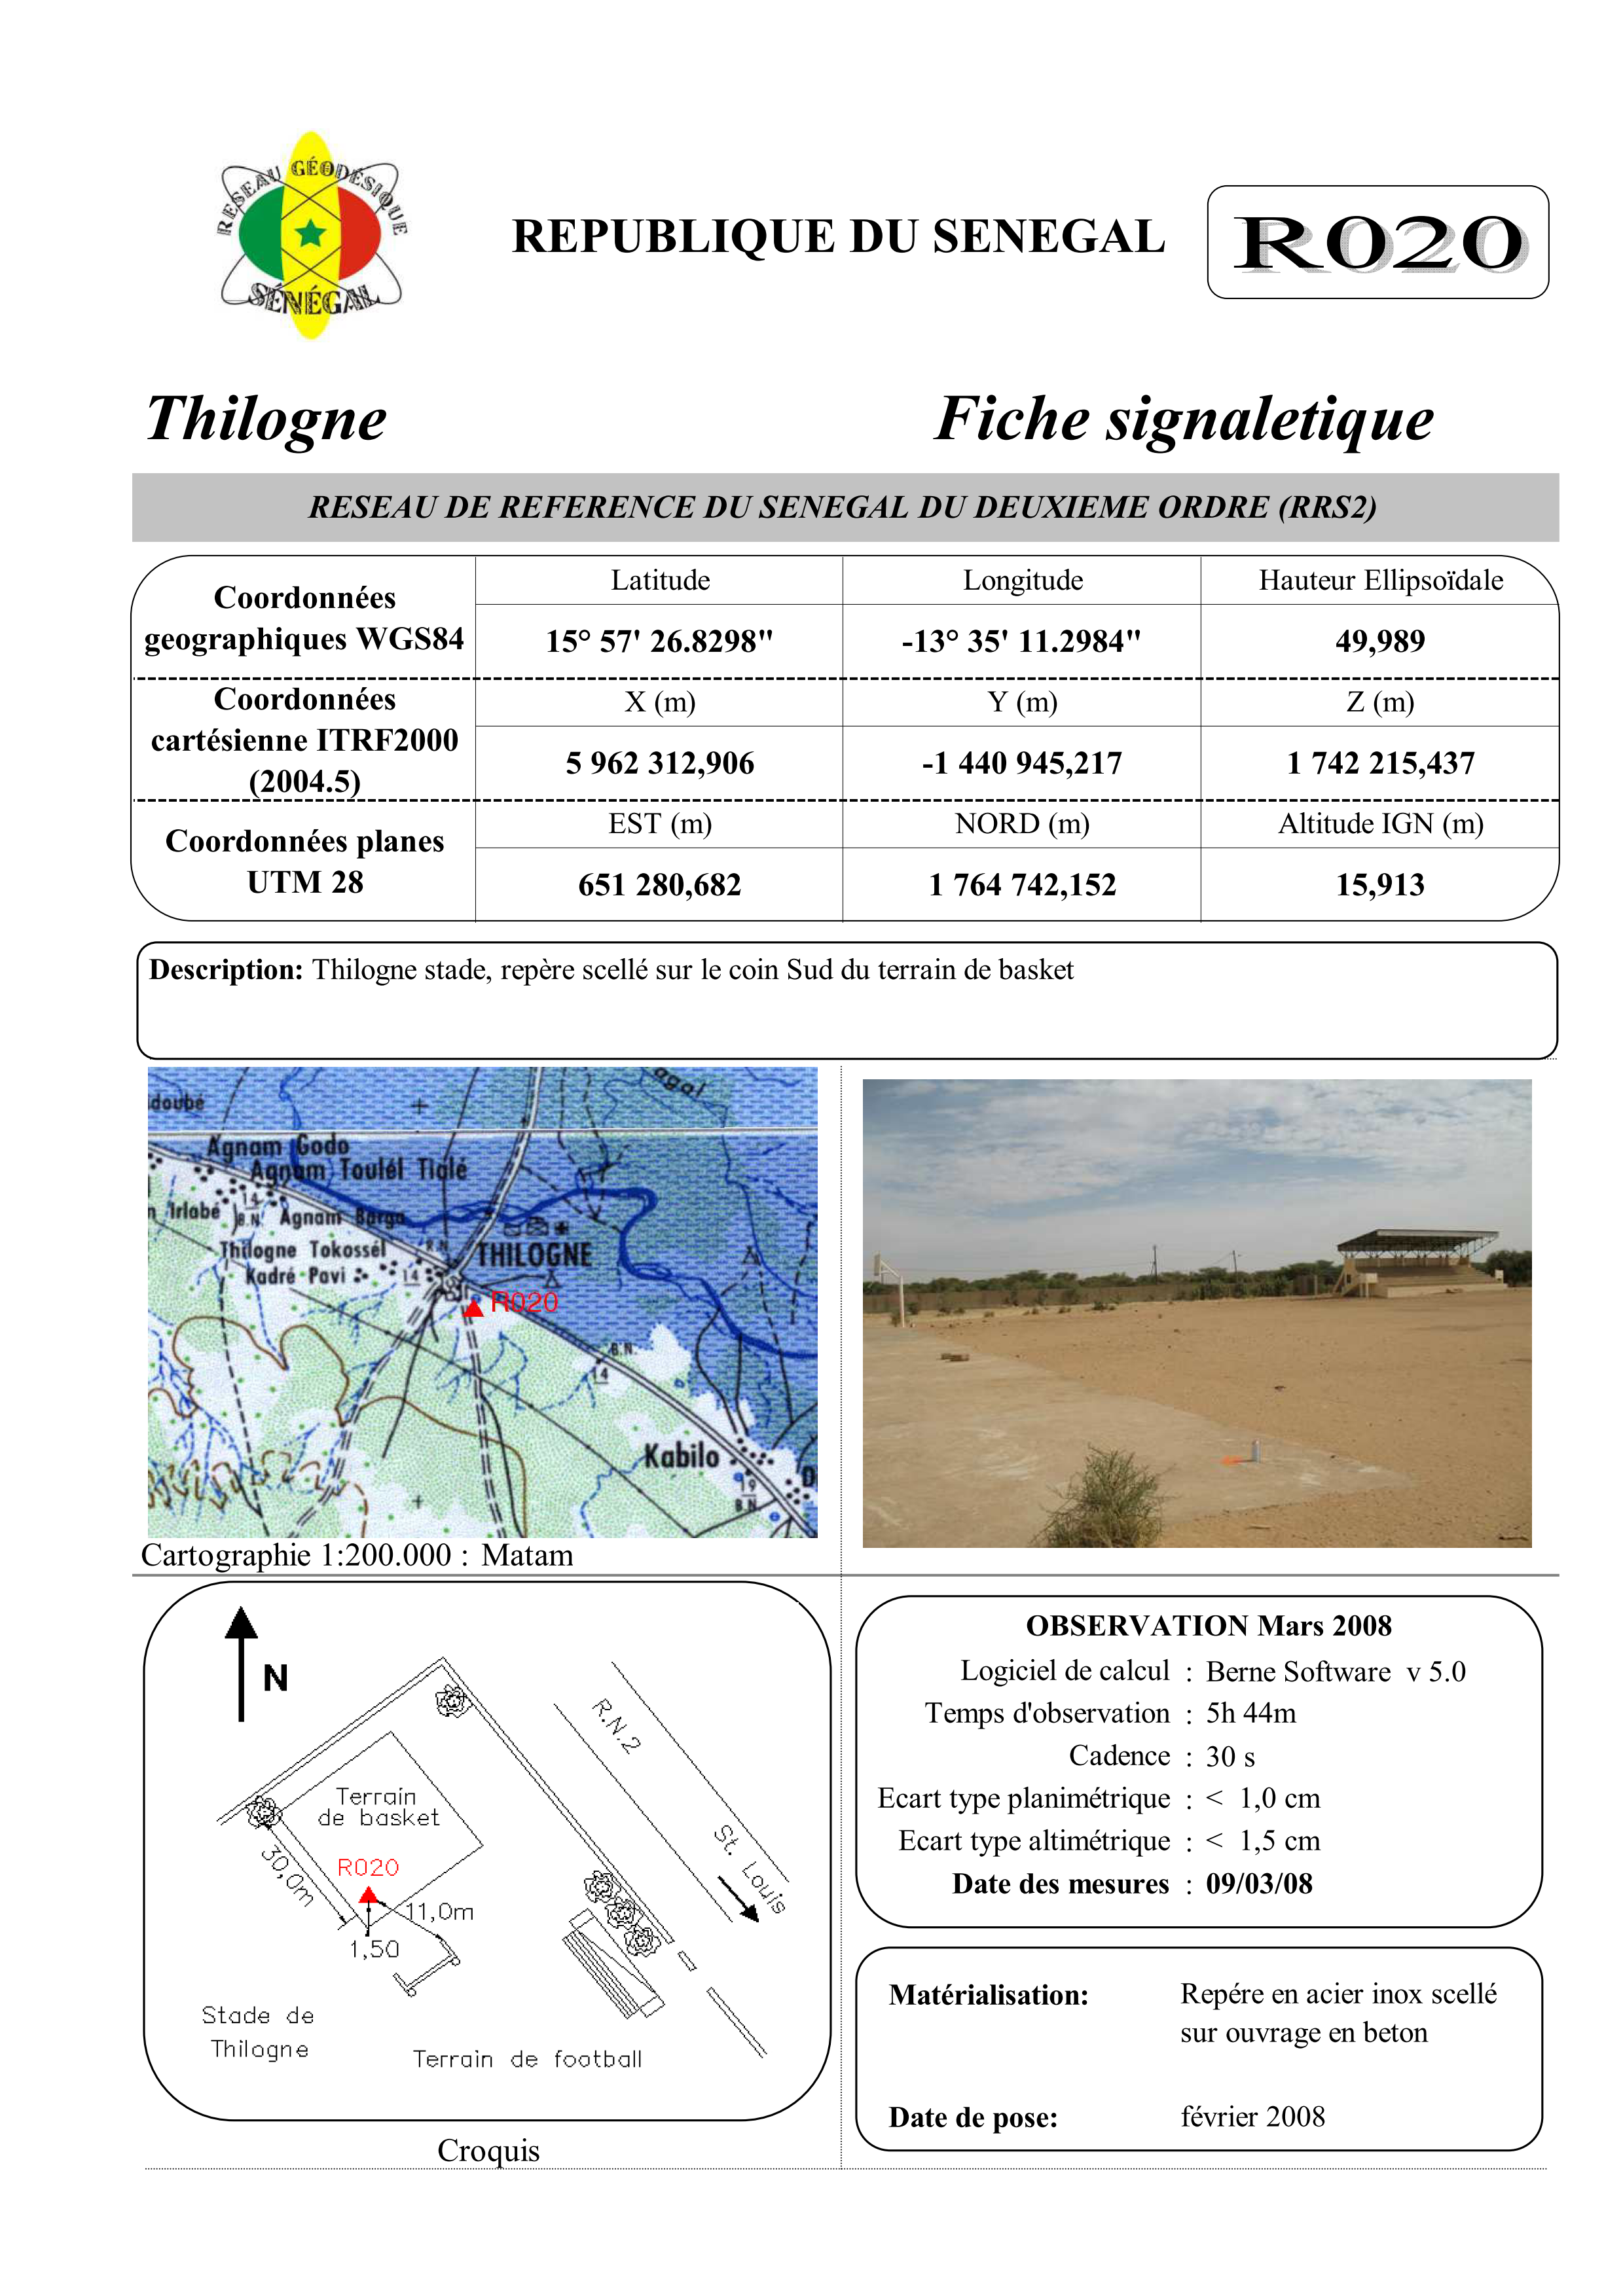 RESEAU GÉODÉSIQUE
SÉNÉGAL
REPUBLIQUE DU SENEGAL
R020
Thilogne
Fiche signaletique
RESEAU DE REFERENCE DU SENEGAL DU DEUXIEME ORDRE (RRS2)
Coordonnées
geographiques WGS84
Latitude Longitude Hauteur Ellipsoïdale
15° 57' 26.8298" -13° 35' 11.2984" 49,989
Coordonnées
cartésienne ITRF2000
(2004.5)
X (m) Y (m) Z (m)
5 962 312,906 -1 440 945,217 1 742 215,437
Coordonnées planes
UTM 28
EST (m) NORD (m) Altitude IGN (m)
651 280,682 1 764 742,152 15,913
Description: Thilogne stade, repère scellé sur le coin Sud du terrain de basket
doubé
agal
Agnam Godo
Agnam Toulél Tialé
14
B.N.
n Irlabé
Agnam Barga
Thilogne Tokossél
R.N.
THILOGNE
Kadré Pavi
14
R020
B.N.
14
Kabilo
19
B.N.
D
Cartographie 1:200.000 : Matam
N
R.N.2
Terrain
de basket
St. Louis
30,0m
R020
11,0m
1,50
Stade de
Thilogne
Terrain de football
Croquis
OBSERVATION Mars 2008
Logiciel de calcul : Berne Software v 5.0
Temps d'observation : 5h 44m
Cadence : 30 s
Ecart type planimétrique : < 1,0 cm
Ecart type altimétrique : < 1,5 cm
Date des mesures : 09/03/08
Matérialisation: Repére en acier inox scellé
sur ouvrage en beton
Date de pose: février 2008